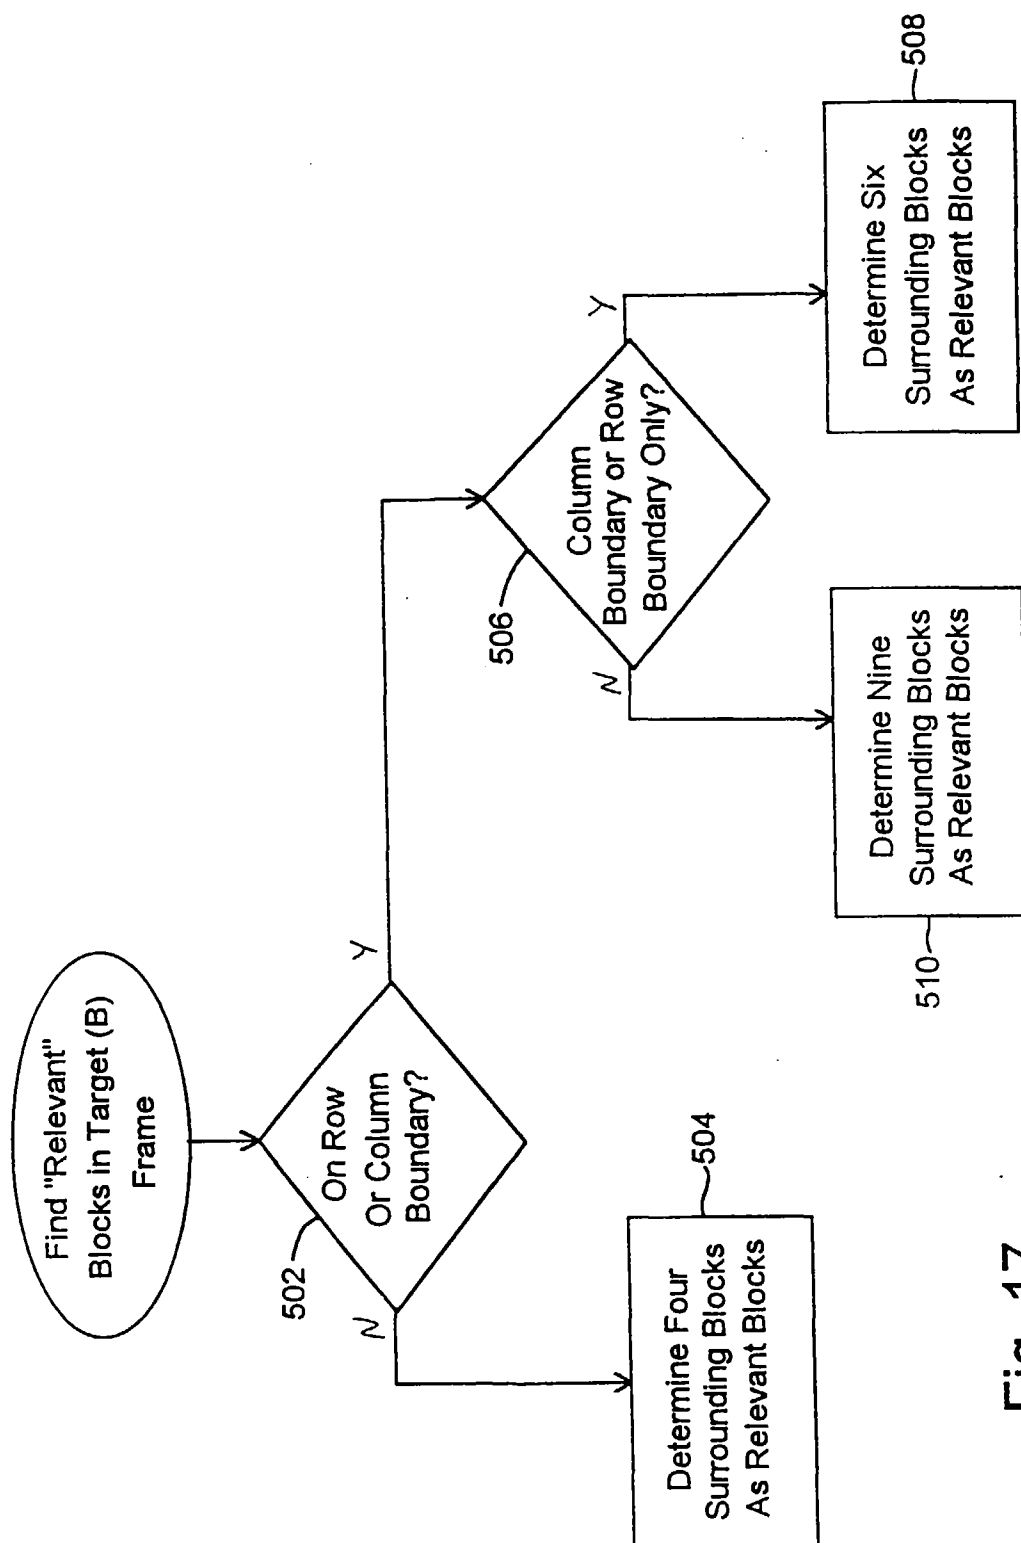 Find "Relevant"
Blocks in Target (B)
Frame
502
On Row
Or Column
Boundary?
N
Y
504
Determine Four
Surrounding Blocks
As Relevant Blocks
506
Column
Boundary or Row
Boundary Only?
N
Y
510
Determine Nine
Surrounding Blocks
As Relevant Blocks
508
Determine Six
Surrounding Blocks
As Relevant Blocks
Fig. 17